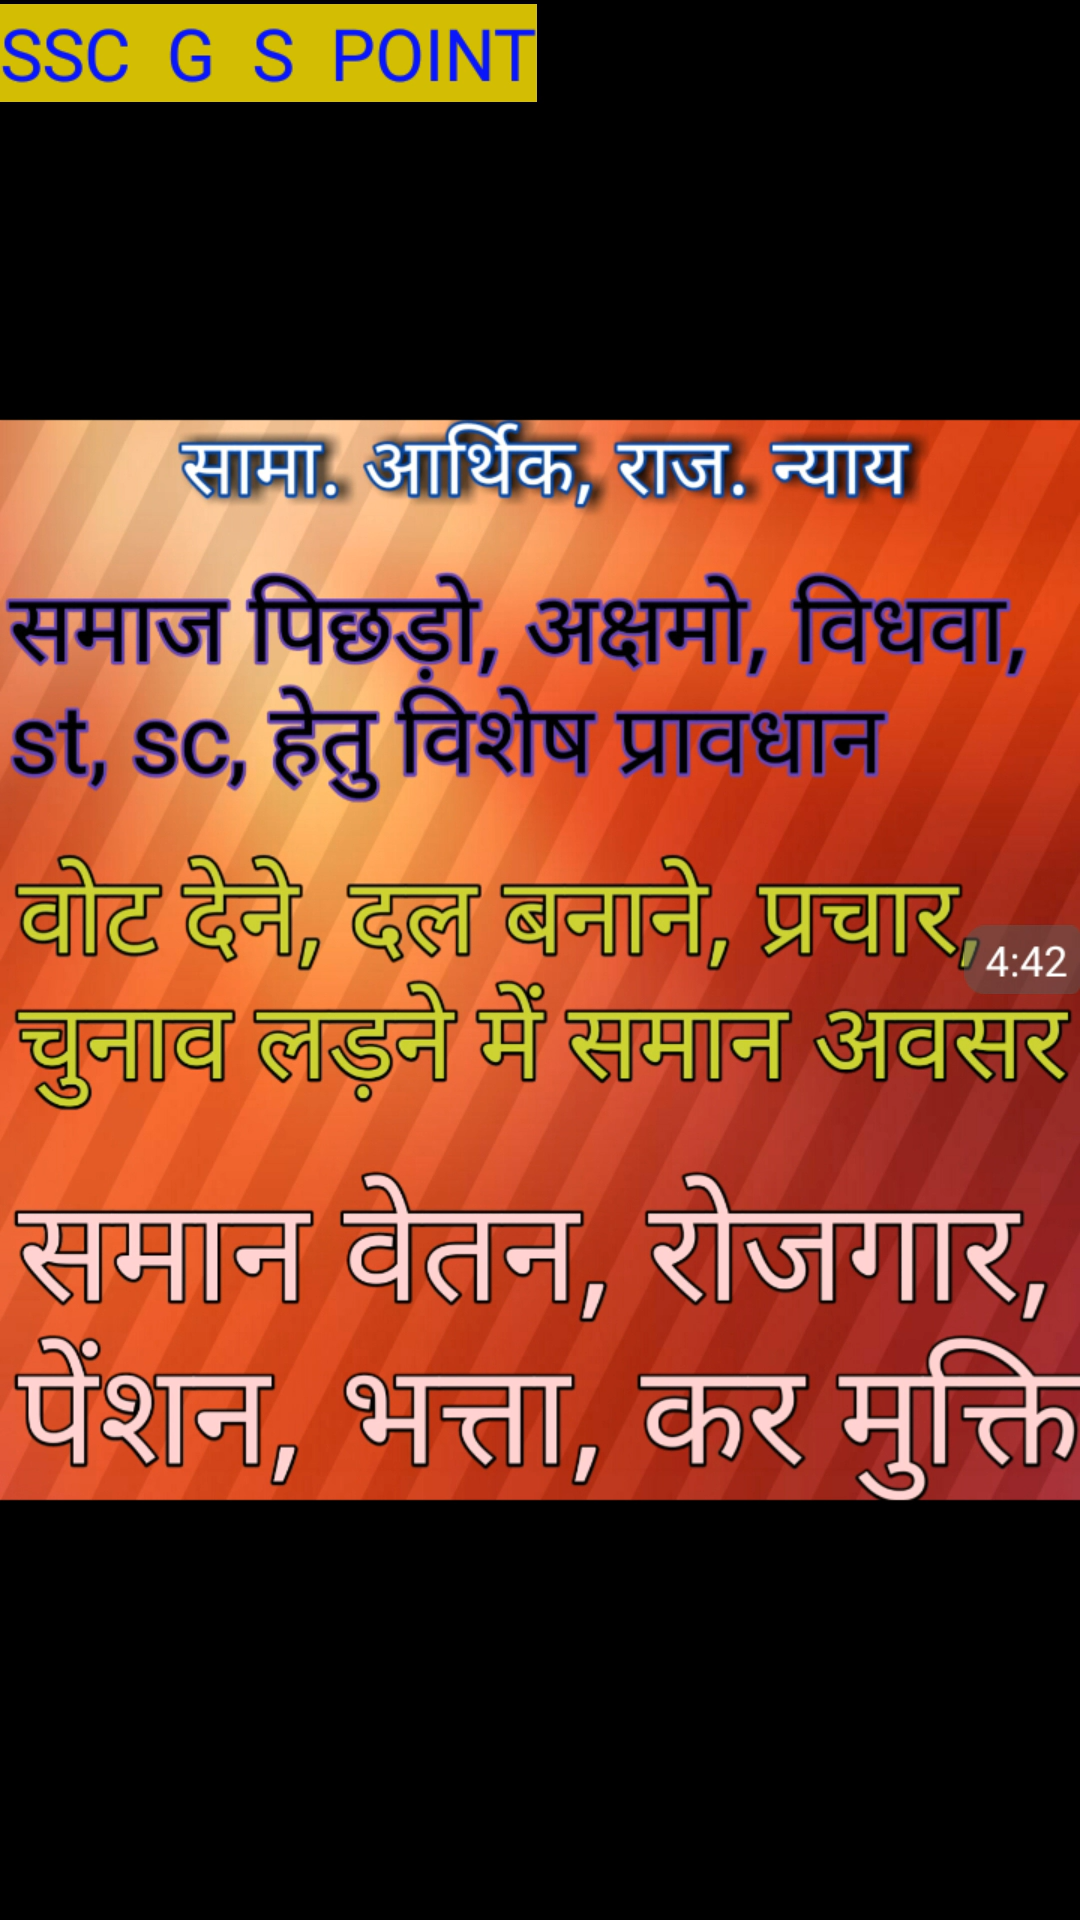 SSC G S POINT
सामा. आर्थिक, राज. न्याय
समाज पिछड़ो, अक्षमो, विधवा,
st, sc, हेतु विशेष प्रावधान
वोट देने, दल बनाने, प्रचार,
4:42
चुनाव लड़ने में समान अवसर
समान वेतन, रोजगार,
पेंशन, भत्ता, कर मुक्ति